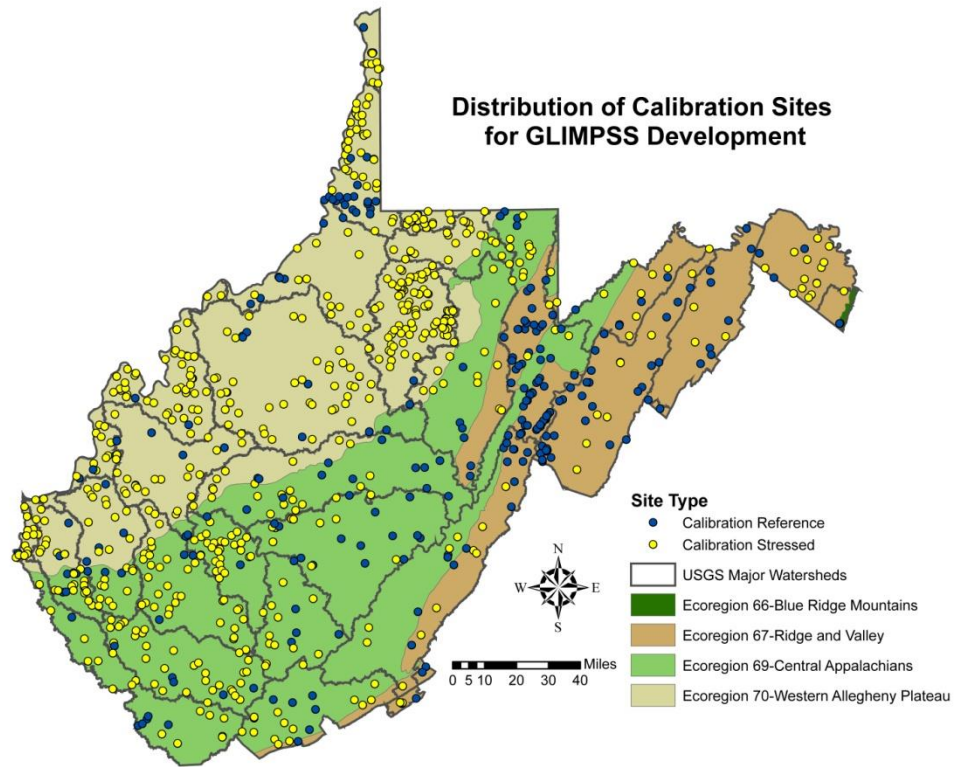 Distribution of Calibration Sites
for GLIMPSS Development
Site Type
Calibration Reference
Calibration Stressed
USGS Major Watersheds
Ecoregion 66-Blue Ridge Mountains
Ecoregion 67-Ridge and Valley
Ecoregion 69-Central Appalachians
Ecoregion 70-Western Allegheny Plateau
N
W E
S
Miles
0 5 10 20 30 40